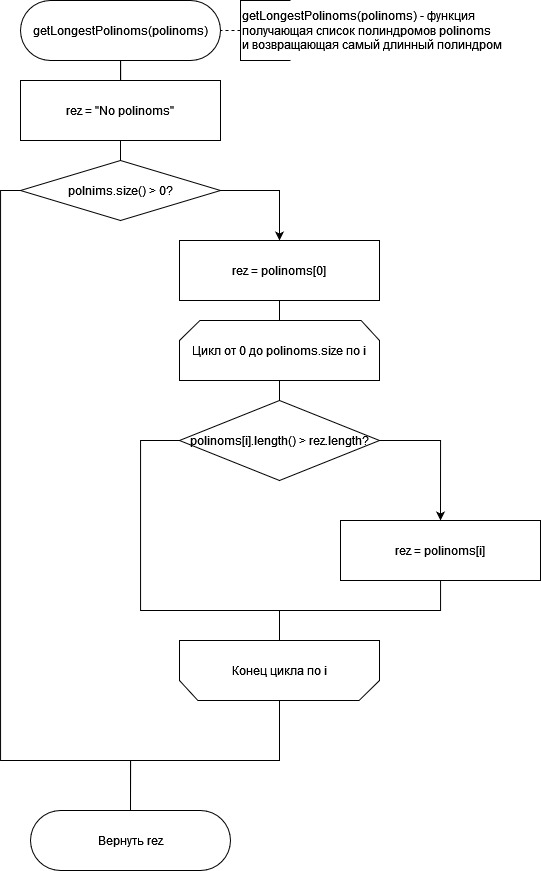 getLongestPolinoms(polinoms)
getLongestPolinoms(polinoms) - функция
получающая список полиндромов polinoms
и возвращающая самый длинный полиндром
rez = "No polinoms"
polnims.size() > 0?
rez = polinoms[0]
Цикл от 0 до polinoms.size по i
polinoms[i].length() > rez.length?
rez = polinoms[i]
Конец цикла по i
Вернуть rez